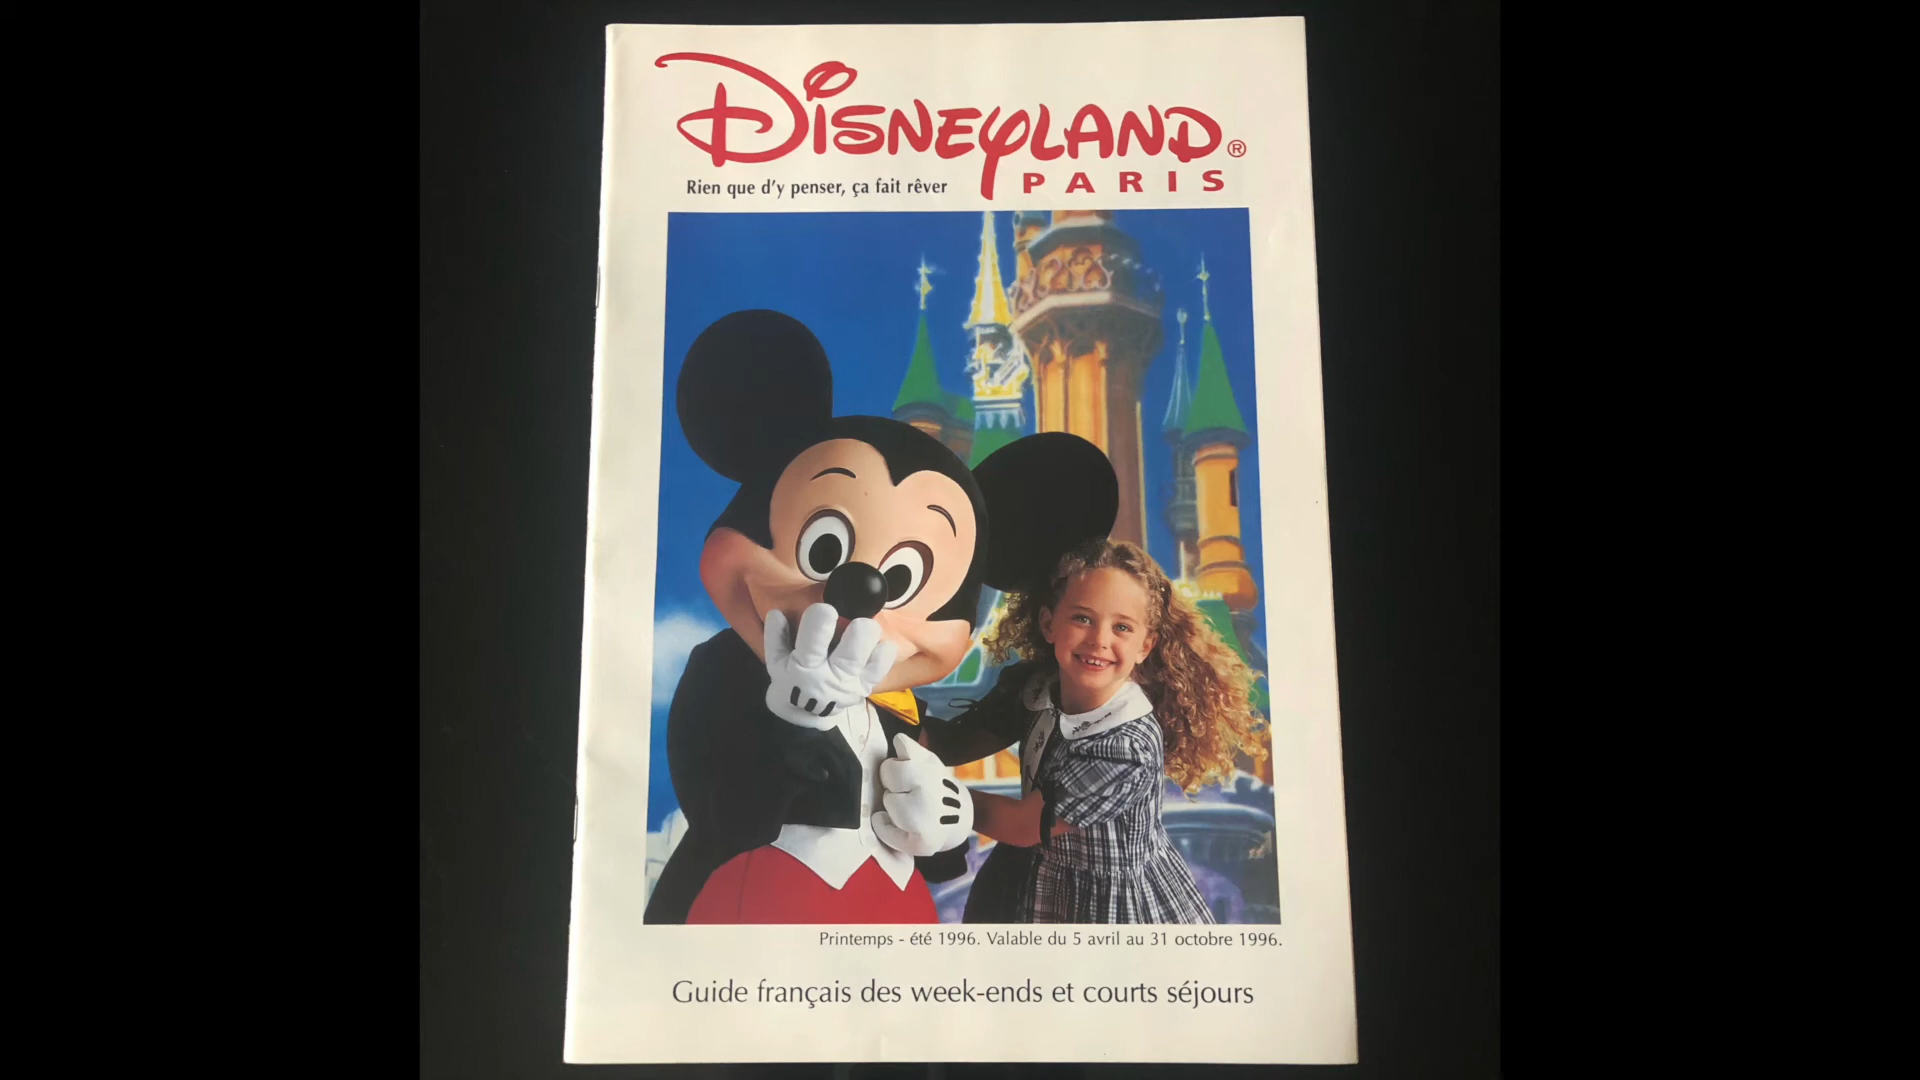 DISNEYLAND®
PARIS
Rien que d'y penser, ça fait rêver
Printemps - été 1996. Valable du 5 avril au 31 octobre 1996.
Guide français des week-ends et courts séjours